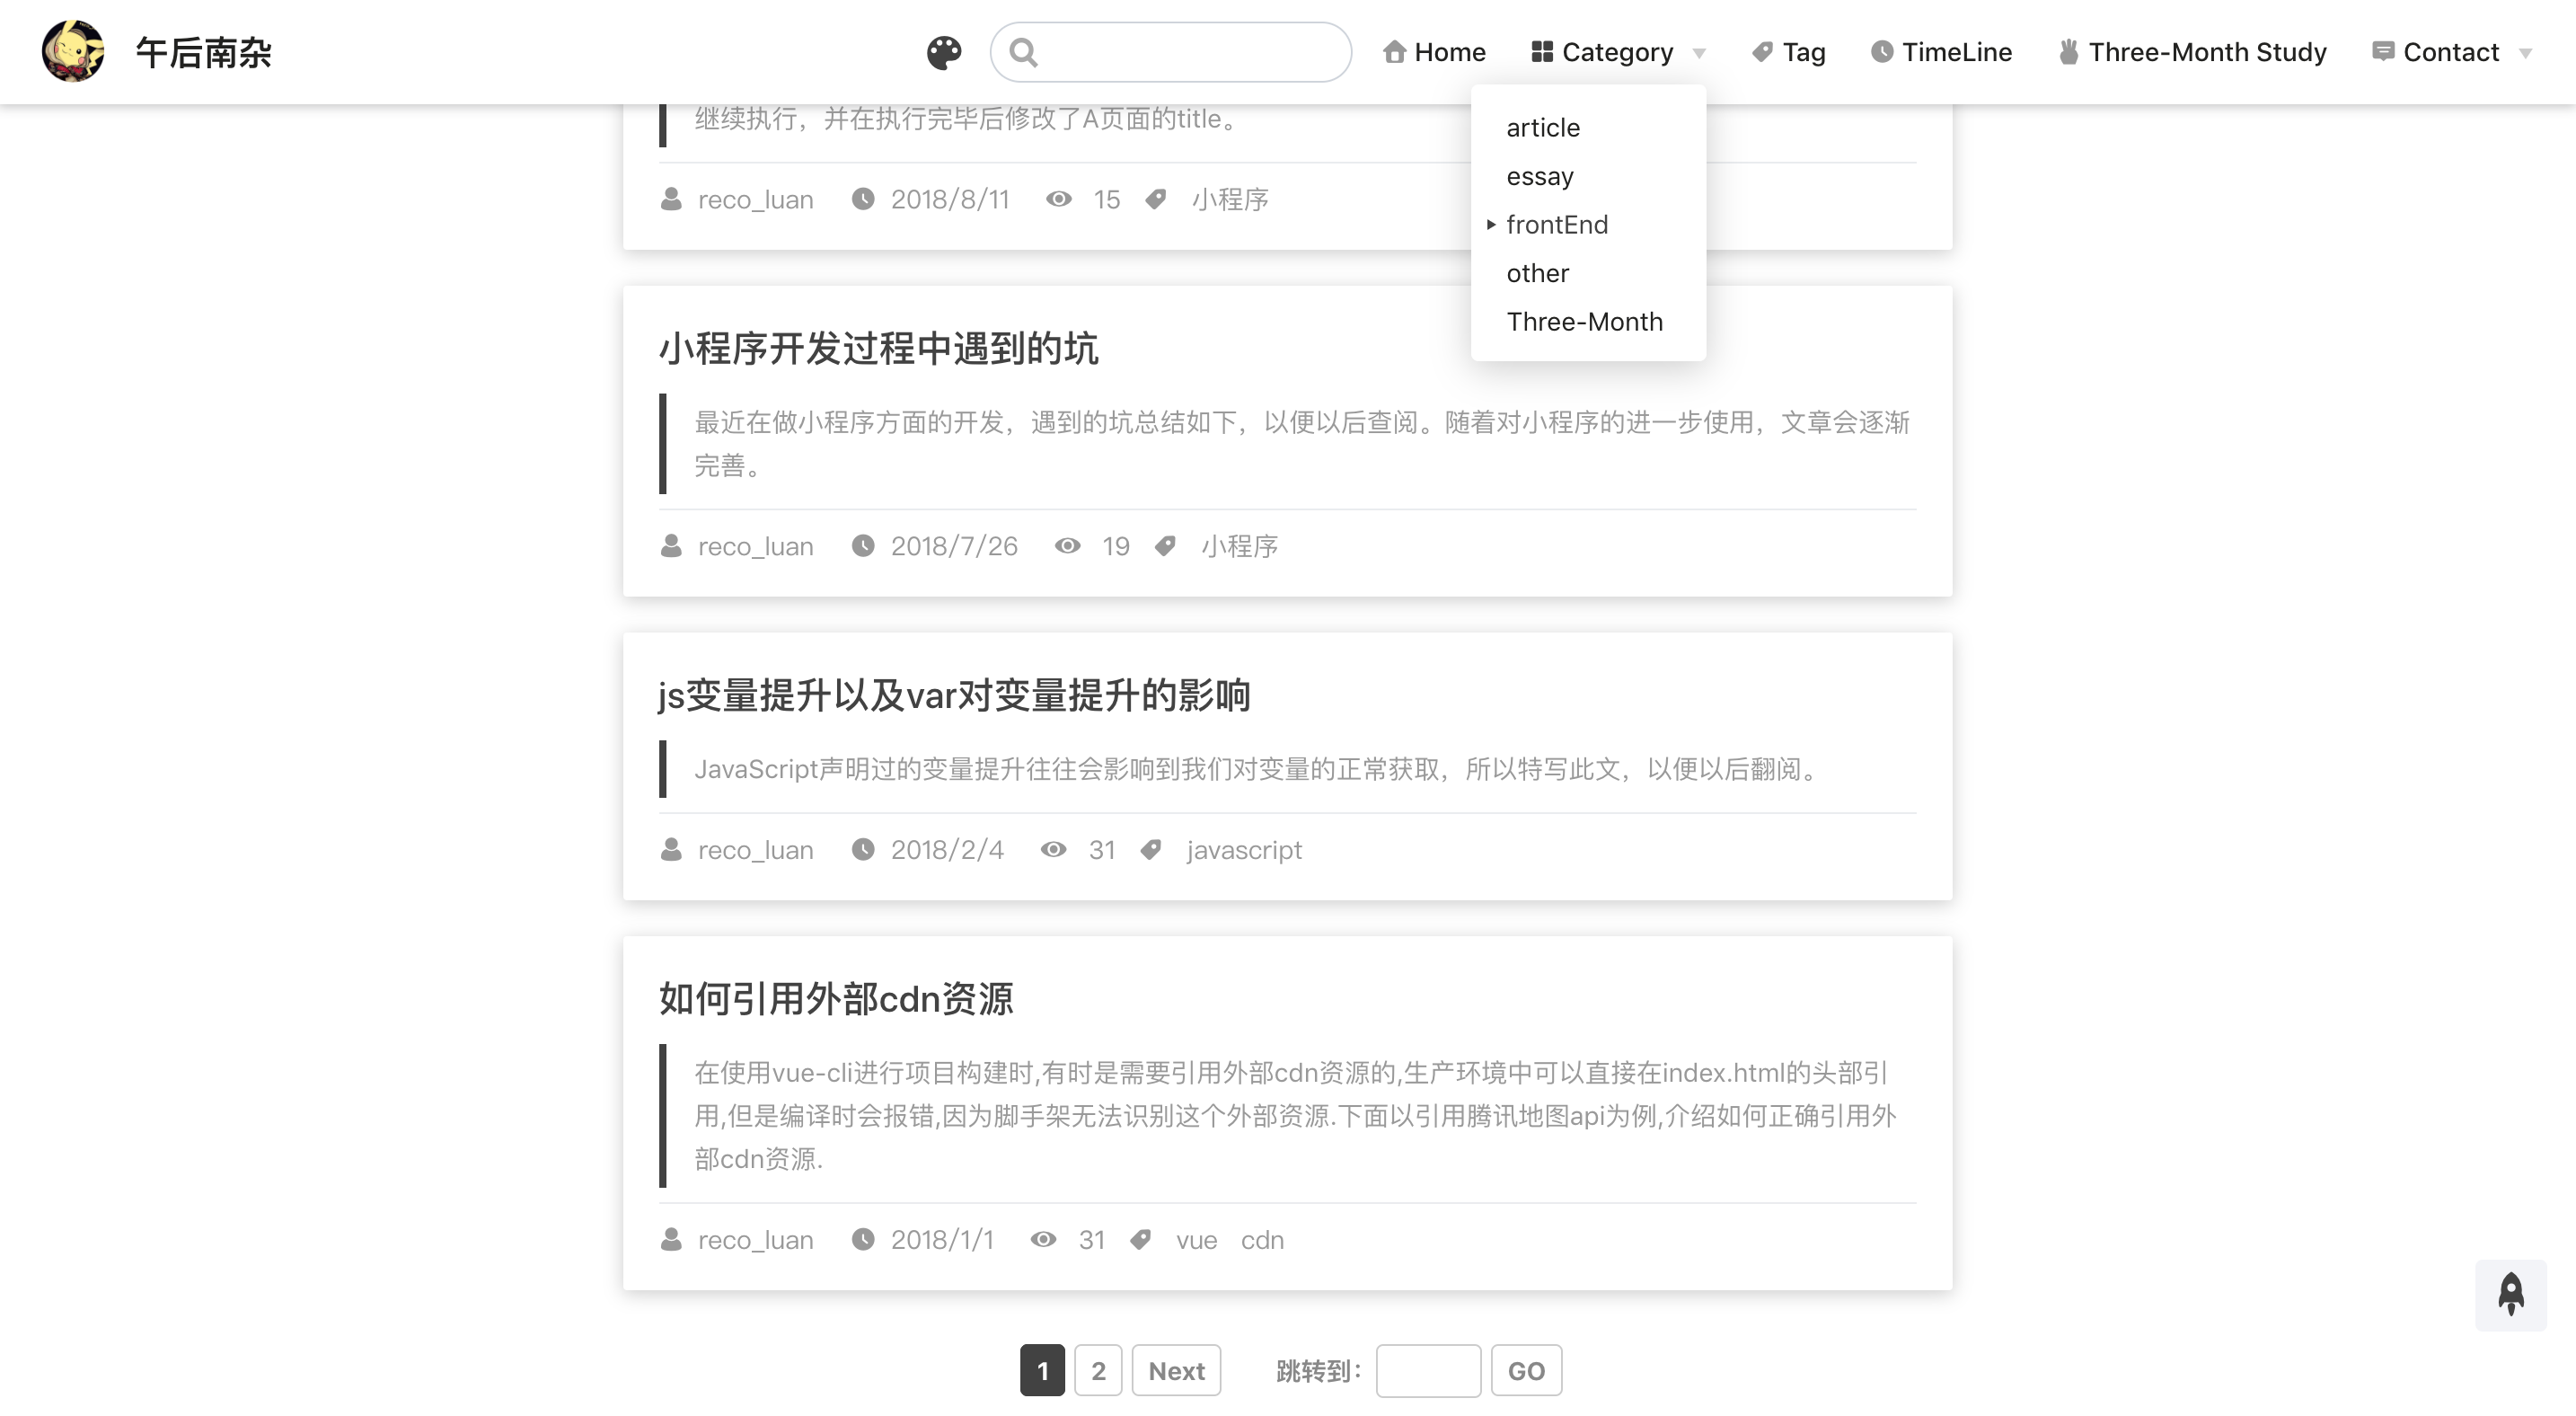 午后南杂
Home Category Tag TimeLine Three-Month Study Contact
article
essay
frontEnd
other
Three-Month
继续执行，并在执行完毕后修改了A页面的title。
reco_luan 2018/8/11 15 小程序
小程序开发过程中遇到的坑
最近在做小程序方面的开发，遇到的坑总结如下，以便以后查阅。随着对小程序的进一步使用，文章会逐渐
完善。
reco_luan 2018/7/26 19 小程序
js变量提升以及var对变量提升的影响
JavaScript声明过的变量提升往往会影响到我们对变量的正常获取，所以特写此文，以便以后翻阅。
reco_luan 2018/2/4 31 javascript
如何引用外部cdn资源
在使用vue-cli进行项目构建时,有时是需要引用外部cdn资源的,生产环境中可以直接在index.html的头部引
用,但是编译时会报错,因为脚手架无法识别这个外部资源.下面以引用腾讯地图api为例,介绍如何正确引用外
部cdn资源.
reco_luan 2018/1/1 31 vue cdn
1 2 Next 跳转到： GO